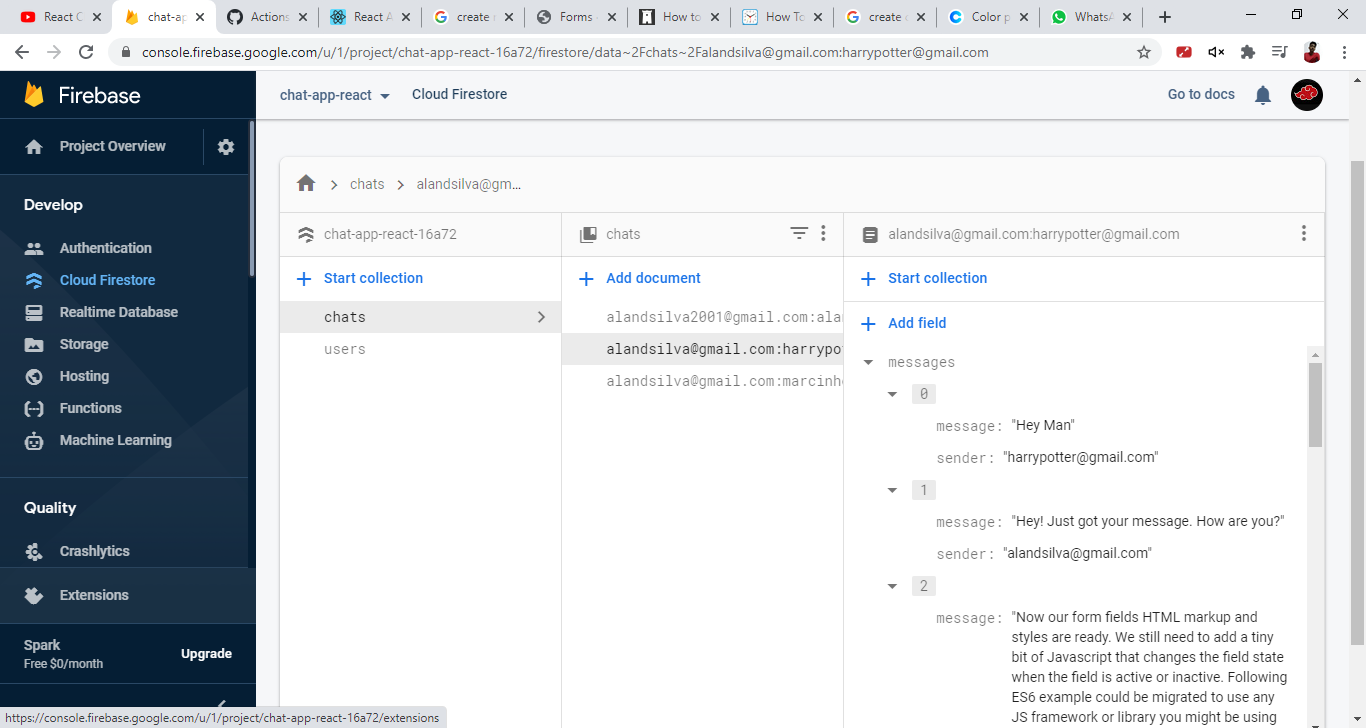 React C
chat-ap
Actions
React A
create r
Forms
How to
How To
create c
Color p
WhatsA
console.firebase.google.com/u/1/project/chat-app-react-16a72/firestore/data~2Fchats~2Falandsilva@gmail.com:harrypotter@gmail.com
Firebase
chat-app-react
Cloud Firestore
Go to docs
Project Overview
Develop
Authentication
Cloud Firestore
Realtime Database
Storage
Hosting
Functions
Machine Learning
Quality
Crashlytics
Extensions
Spark
Free $0/month
Upgrade
chats
alandsilva@gm...
chat-app-react-16a72
Start collection
chats
users
chats
Add document
alandsilva2001@gmail.com:alan
alandsilva@gmail.com:harrypot
alandsilva@gmail.com:marcinho
alandsilva@gmail.com:harrypotter@gmail.com
Start collection
Add field
messages
0
message: "Hey Man"
sender: "harrypotter@gmail.com"
1
message: "Hey! Just got your message. How are you?"
sender: "alandsilva@gmail.com"
2
message: "Now our form fields HTML markup and
styles are ready. We still need to add a tiny
bit of Javascript that changes the field state
when the field is active or inactive. Following
ES6 example could be migrated to use any
JS framework or library you might be using
https://console.firebase.google.com/u/1/project/chat-app-react-16a72/extensions